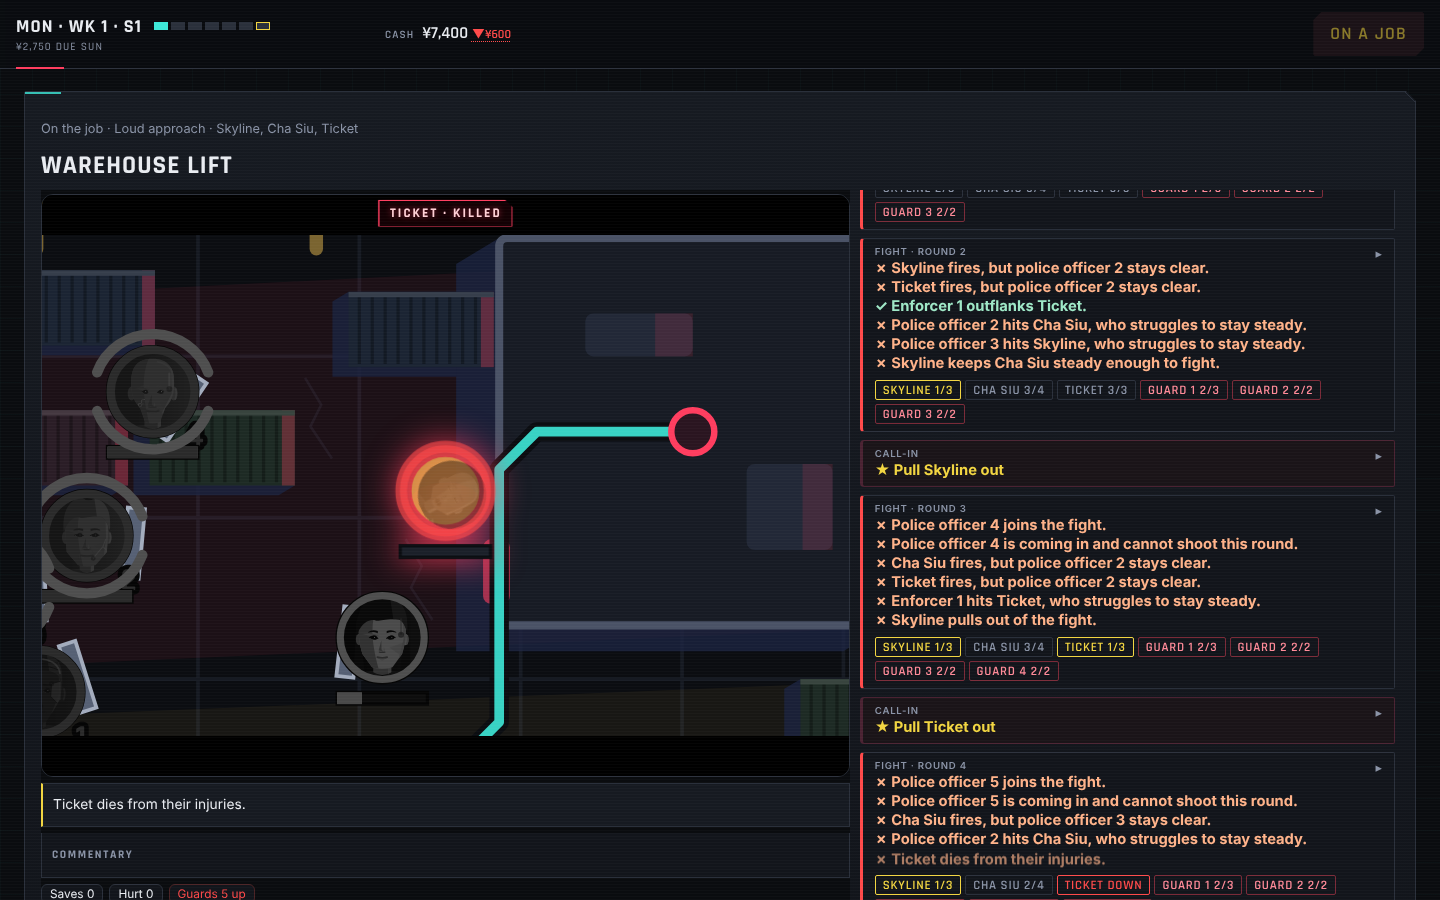 MON · WK 1 · S1
¥2,750 DUE SUN
CASH ¥7,400 ▼¥600
ON A JOB
On the job · Loud approach · Skyline, Cha Siu, Ticket
WAREHOUSE LIFT
TICKET · KILLED
Ticket dies from their injuries.
COMMENTARY
Saves 0 Hurt 0 Guards 5 up
GUARD 3 2/2
FIGHT · ROUND 2
✕ Skyline fires, but police officer 2 stays clear.
✕ Ticket fires, but police officer 2 stays clear.
✓ Enforcer 1 outflanks Ticket.
✕ Police officer 2 hits Cha Siu, who struggles to stay steady.
✕ Police officer 3 hits Skyline, who struggles to stay steady.
✕ Skyline keeps Cha Siu steady enough to fight.
SKYLINE 1/3 CHA SIU 3/4 TICKET 3/3 GUARD 1 2/3 GUARD 2 2/2
GUARD 3 2/2
CALL-IN
★ Pull Skyline out
FIGHT · ROUND 3
✕ Police officer 4 joins the fight.
✕ Police officer 4 is coming in and cannot shoot this round.
✕ Cha Siu fires, but police officer 2 stays clear.
✕ Ticket fires, but police officer 2 stays clear.
✕ Enforcer 1 hits Ticket, who struggles to stay steady.
✕ Skyline pulls out of the fight.
SKYLINE 1/3 CHA SIU 3/4 TICKET 1/3 GUARD 1 2/3 GUARD 2 2/2
GUARD 3 2/2 GUARD 4 2/2
CALL-IN
★ Pull Ticket out
FIGHT · ROUND 4
✕ Police officer 5 joins the fight.
✕ Police officer 5 is coming in and cannot shoot this round.
✕ Cha Siu fires, but police officer 3 stays clear.
✕ Police officer 2 hits Cha Siu, who struggles to stay steady.
✕ Ticket dies from their injuries.
SKYLINE 1/3 CHA SIU 2/4 TICKET DOWN GUARD 1 2/3 GUARD 2 2/2